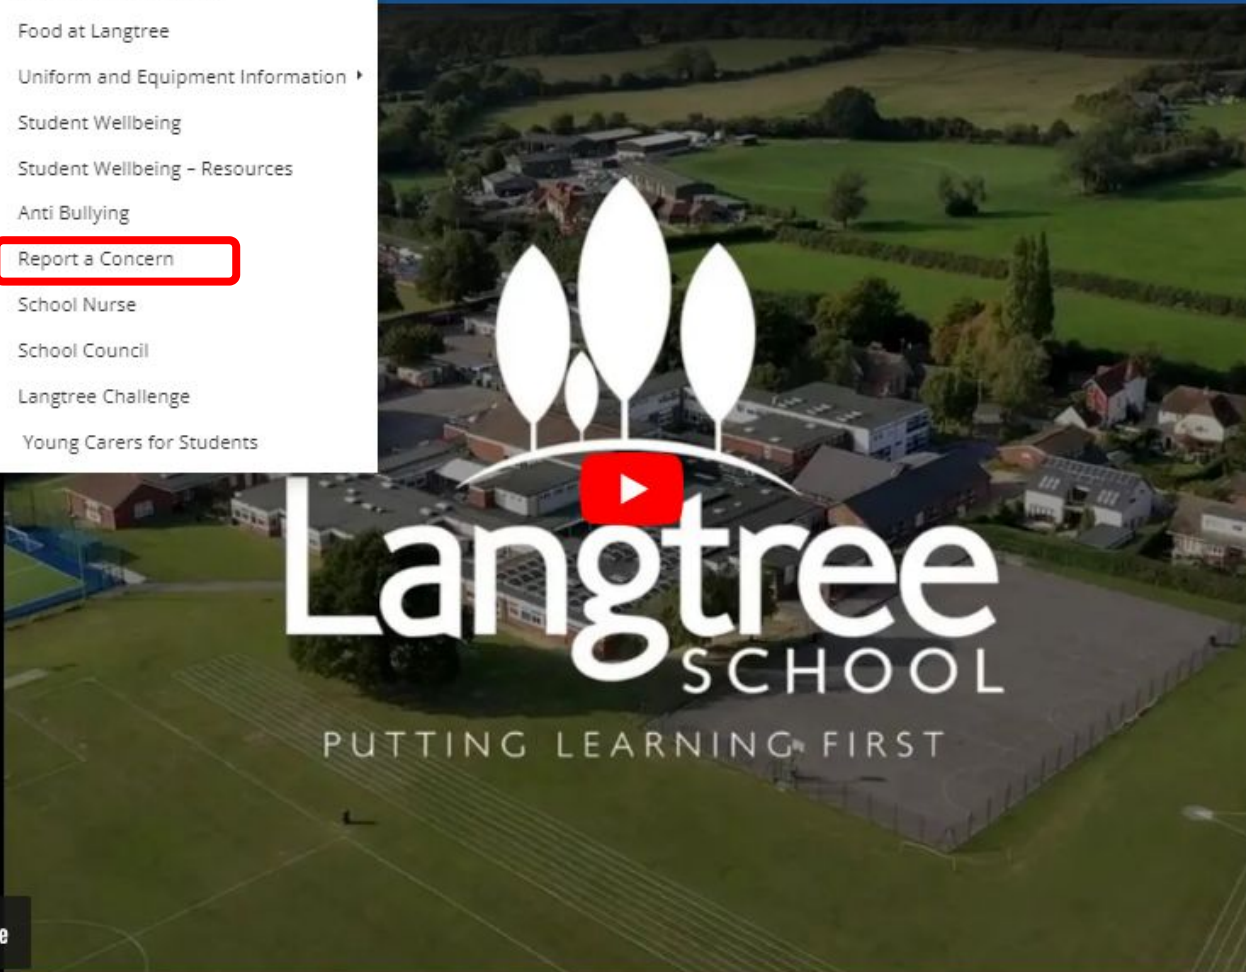 Food at Langtree
Uniform and Equipment Information
Student Wellbeing
Student Wellbeing – Resources
Anti Bullying
Report a Concern
School Nurse
School Council
Langtree Challenge
Young Carers for Students
Langtree
SCHOOL
PUTTING LEARNING FIRST
e